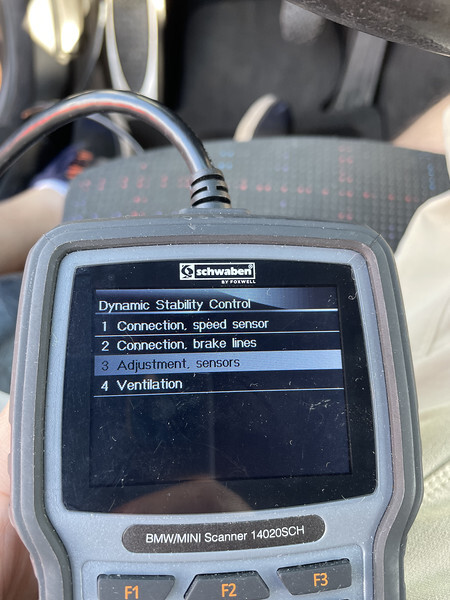 schwaben
BY FOXWELL
Dynamic Stability Control
1 Connection, speed sensor
2 Connection, brake lines
3 Adjustment, sensors
4 Ventilation
BMW/MINI Scanner 14020SCH
F1 F2 F3